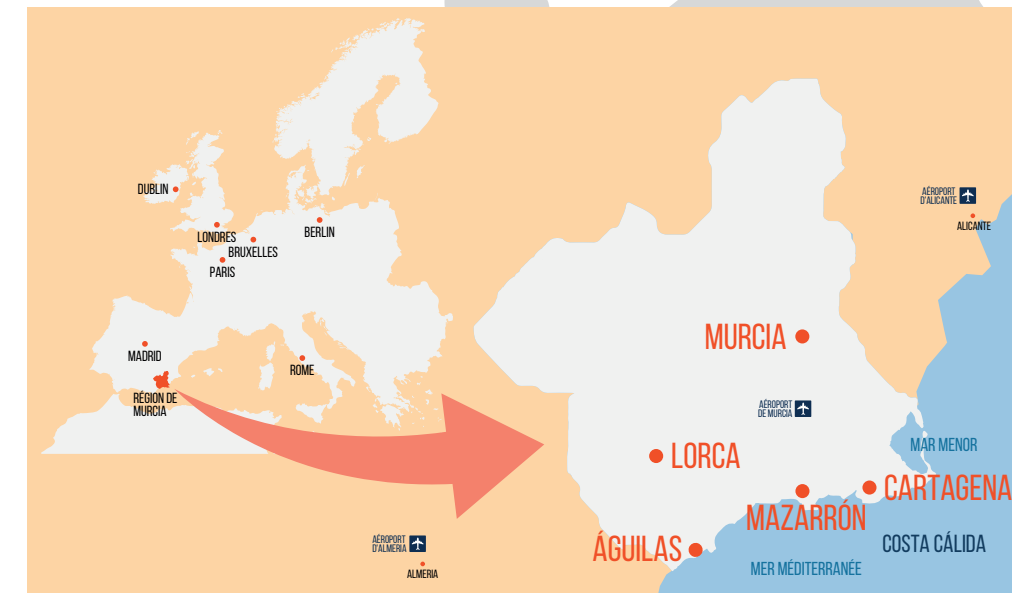 DUBLIN
LONDRES
BERLIN
BRUXELLES
PARIS
MADRID
ROME
RÉGION DE
MURCIA
AÉROPORT
D'ALMERIA
ALMERIA
AÉROPORT
D'ALICANTE
ALICANTE
MURCIA
AÉROPORT
DE MURCIA
MAR MENOR
LORCA
CARTAGENA
MAZARRÓN
ÁGUILAS
COSTA CÁLIDA
MER MÉDITERRANÉE